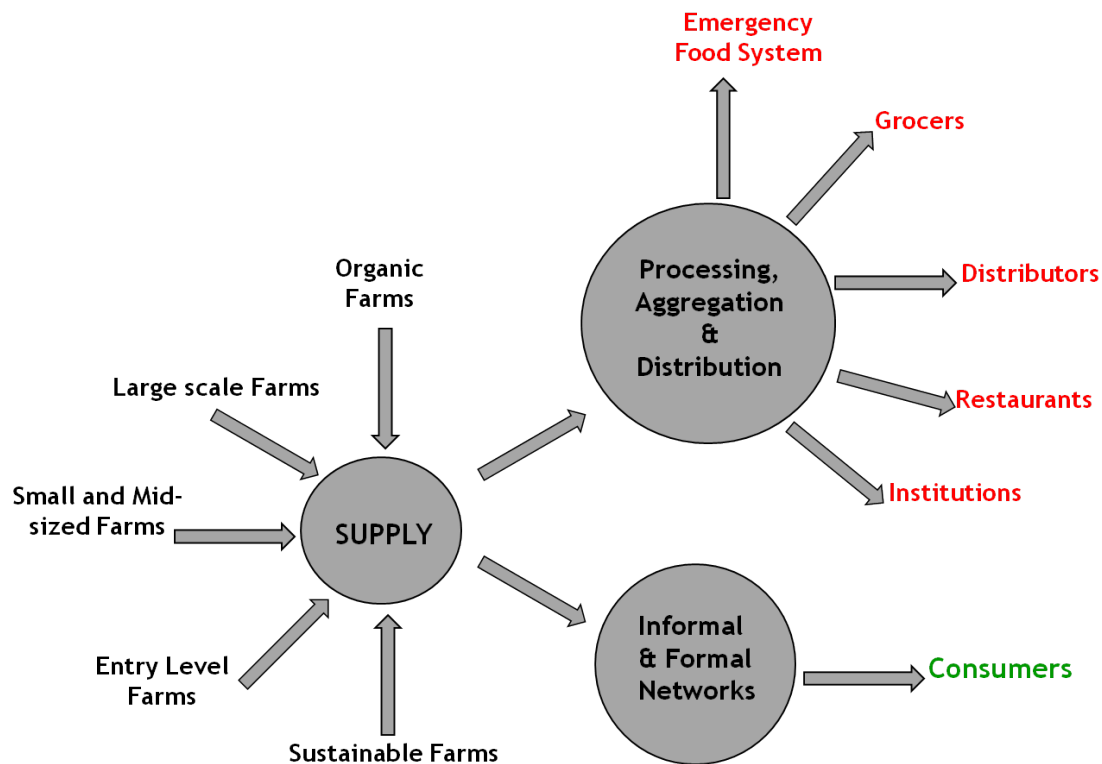 Emergency
Food System
Grocers
Organic
Farms
Processing,
Aggregation
&
Distribution
Distributors
Large scale Farms
Restaurants
Small and Mid-
sized Farms
Institutions
SUPPLY
Informal
& Formal
Networks
Consumers
Entry Level
Farms
Sustainable Farms